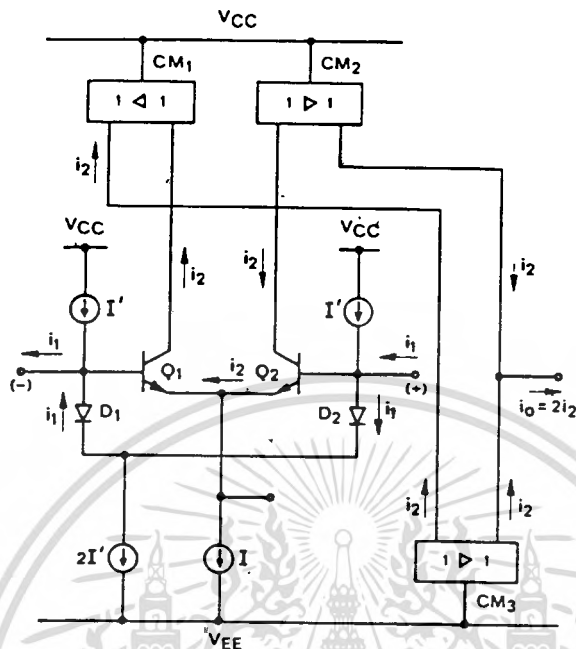 VCC
CM1
CM2
1 ◁ 1
1 ▷ 1
i2
VCC
VCC
i2
i2
i2
I'
I'
i1
i1
(-)
Q1
i2
Q2
(+)
i1
D1
D2
i1
io = 2i2
i2
i2
2I'
I
1 ▷ 1
CM3
VEE